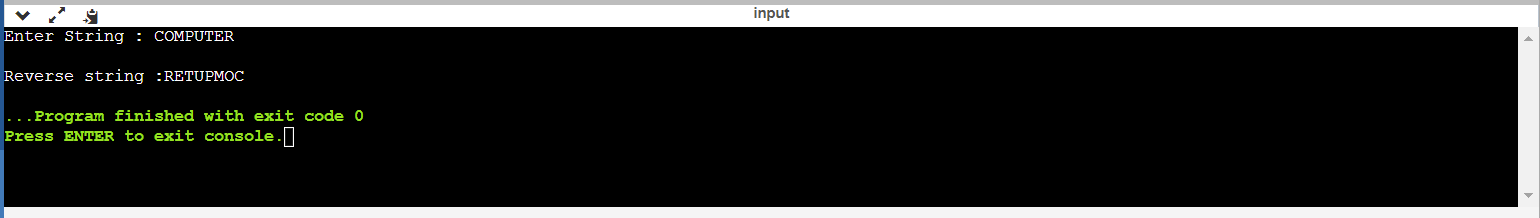 input
Enter String : COMPUTER
Reverse string :RETUPMOC
...Program finished with exit code 0
Press ENTER to exit console.